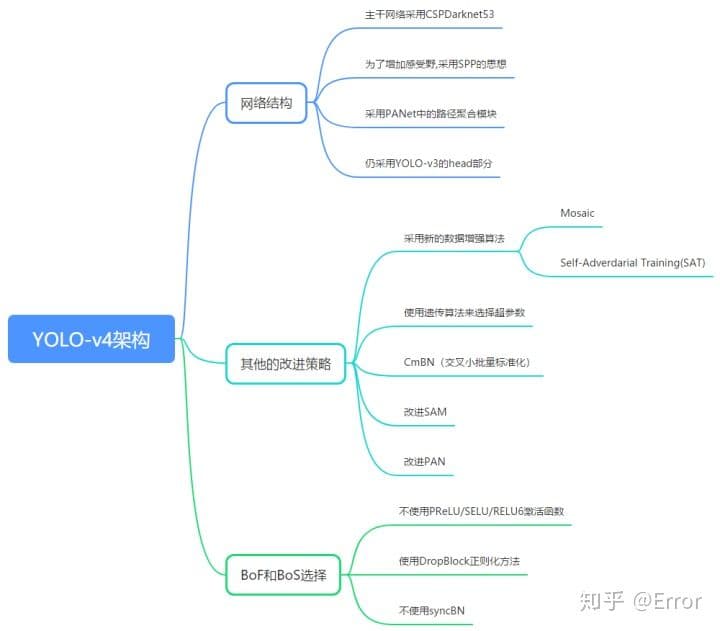 YOLO-v4架构
网络结构
主干网络采用CSPDarknet53
为了增加感受野,采用SPP的思想
采用PANet中的路径聚合模块
仍采用YOLO-v3的head部分
其他的改进策略
采用新的数据增强算法
Mosaic
Self-Adverdarial Training(SAT)
使用遗传算法来选择超参数
CmBN（交叉小批量标准化）
改进SAM
改进PAN
BoF和BoS选择
不使用PReLU/SELU/RELU6激活函数
使用DropBlock正则化方法
不使用syncBN
知乎 @Error